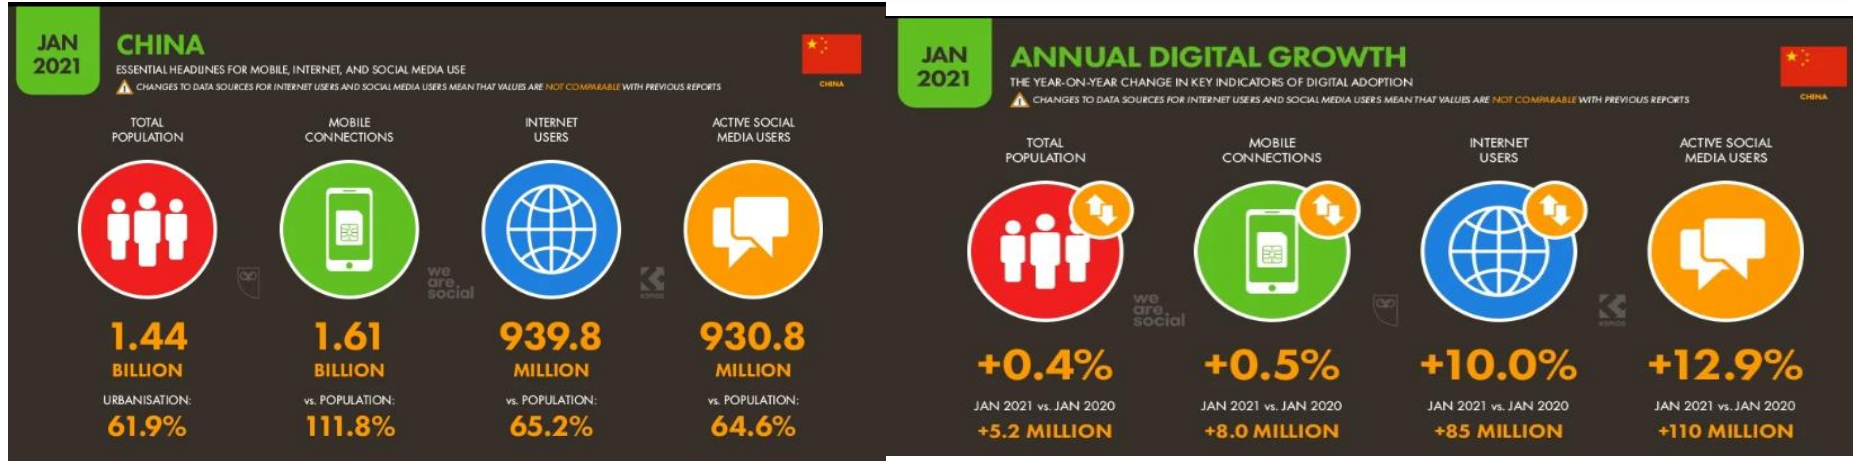 JAN
2021
CHINA
ESSENTIAL HEADLINES FOR MOBILE, INTERNET, AND SOCIAL MEDIA USE
CHANGES TO DATA SOURCES FOR INTERNET USERS AND SOCIAL MEDIA USERS MEAN THAT VALUES ARE NOT COMPARABLE WITH PREVIOUS REPORTS
CHINA
TOTAL
POPULATION
MOBILE
CONNECTIONS
INTERNET
USERS
ACTIVE SOCIAL
MEDIA USERS
we
are
social
KEPIOS
1.44
BILLION
1.61
BILLION
939.8
MILLION
930.8
MILLION
URBANISATION:
61.9%
vs. POPULATION:
111.8%
vs. POPULATION:
65.2%
vs. POPULATION:
64.6%
JAN
2021
ANNUAL DIGITAL GROWTH
THE YEAR-ON-YEAR CHANGE IN KEY INDICATORS OF DIGITAL ADOPTION
CHANGES TO DATA SOURCES FOR INTERNET USERS AND SOCIAL MEDIA USERS MEAN THAT VALUES ARE NOT COMPARABLE WITH PREVIOUS REPORTS
CHINA
TOTAL
POPULATION
MOBILE
CONNECTIONS
INTERNET
USERS
ACTIVE SOCIAL
MEDIA USERS
we
are
social
KEPIOS
+0.4%
+0.5%
+10.0%
+12.9%
JAN 2021 vs. JAN 2020
+5.2 MILLION
JAN 2021 vs. JAN 2020
+8.0 MILLION
JAN 2021 vs. JAN 2020
+85 MILLION
JAN 2021 vs. JAN 2020
+110 MILLION